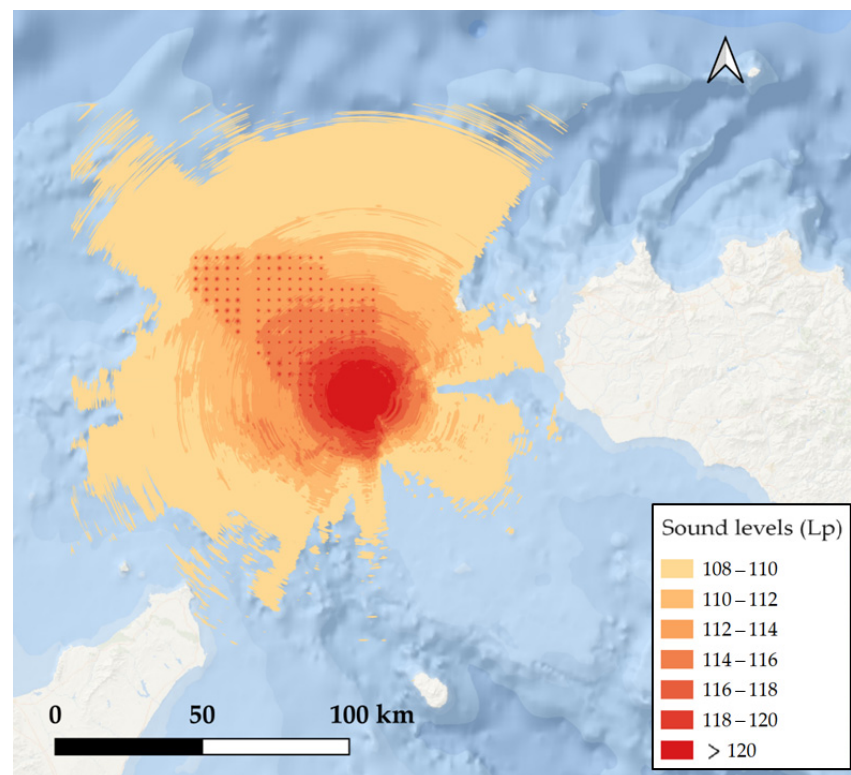 Sound levels (Lp)
108 – 110
110 – 112
112 – 114
114 – 116
116 – 118
118 – 120
> 120
0 50 100 km